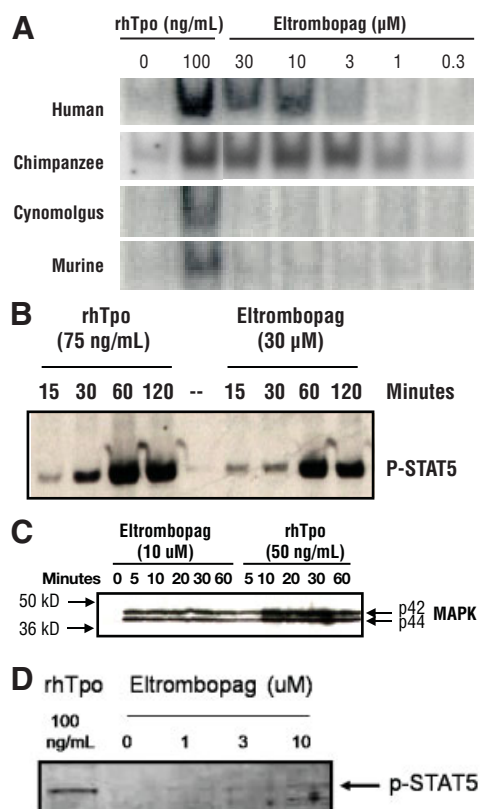 A
rhTpo (ng/mL) Eltrombopag (μM)
0 100 30 10 3 1 0.3
Human
Chimpanzee
Cynomolgus
Murine
B
rhTpo Eltrombopag
(75 ng/mL) (30 μM)
15 30 60 120 -- 15 30 60 120 Minutes
P-STAT5
C
Eltrombopag rhTpo
(10 uM) (50 ng/mL)
Minutes 0 5 10 20 30 60 5 10 20 30 60
50 kD
p42 MAPK
p44
36 kD
D
rhTpo Eltrombopag (uM)
100
ng/mL 0 1 3 10
p-STAT5